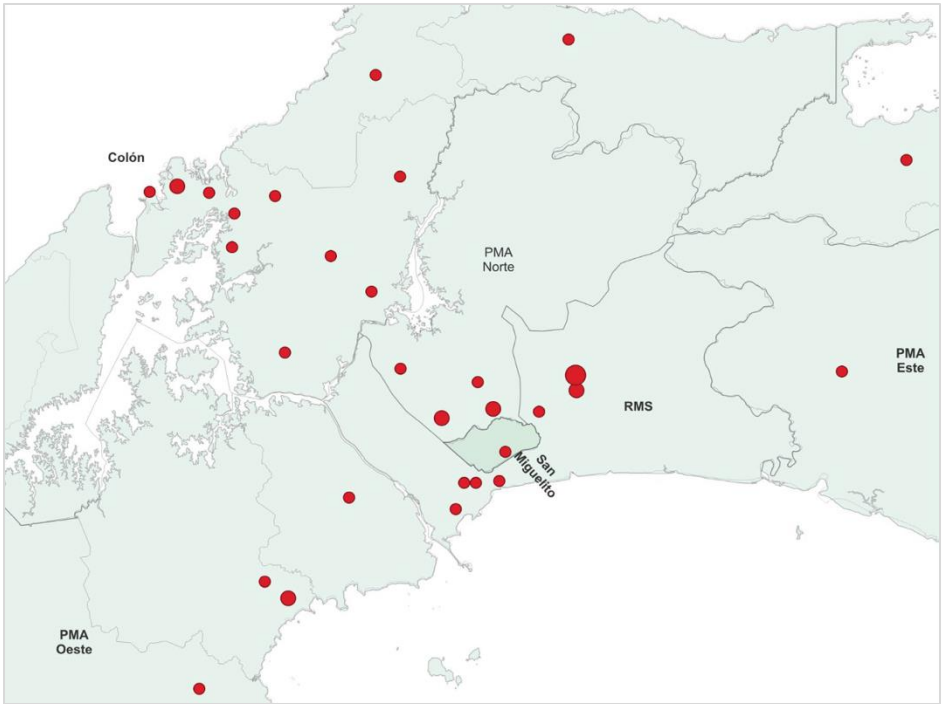 Colón
PMA
Norte
PMA
Este
RMS
San
Miguelito
PMA
Oeste